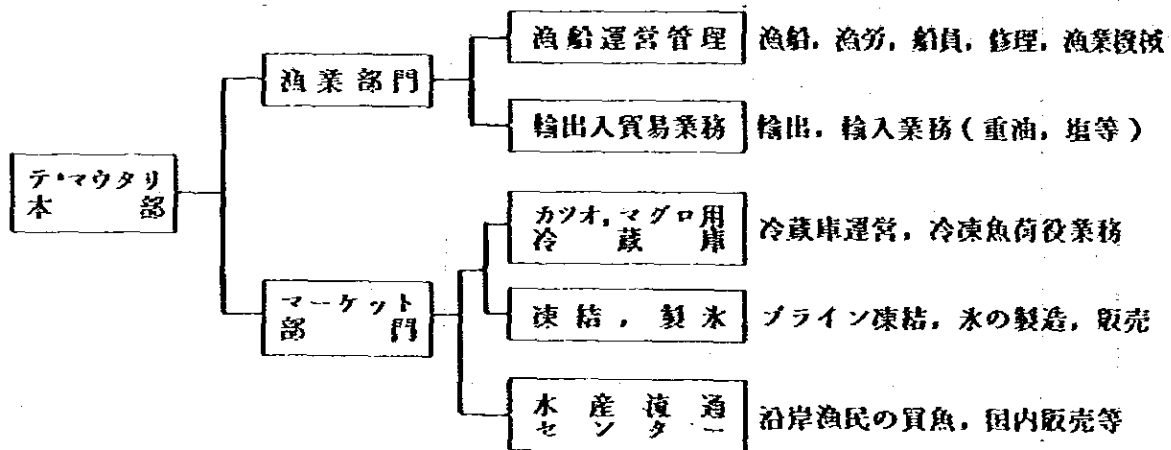 漁船運営管理 漁船，漁労，船員，修理，漁業機械
漁業部門
輸出入貿易業務 輸出，輸入業務（重油，塩等）
テ・マウタリ
本部
カツオ，マグロ用
冷蔵庫 冷蔵庫運営，冷凍魚荷役業務
マーケット
部門
凍結，製氷 ブライン凍結，氷の製造，販売
水産流通
センター 沿岸漁民の買魚，国内販売等